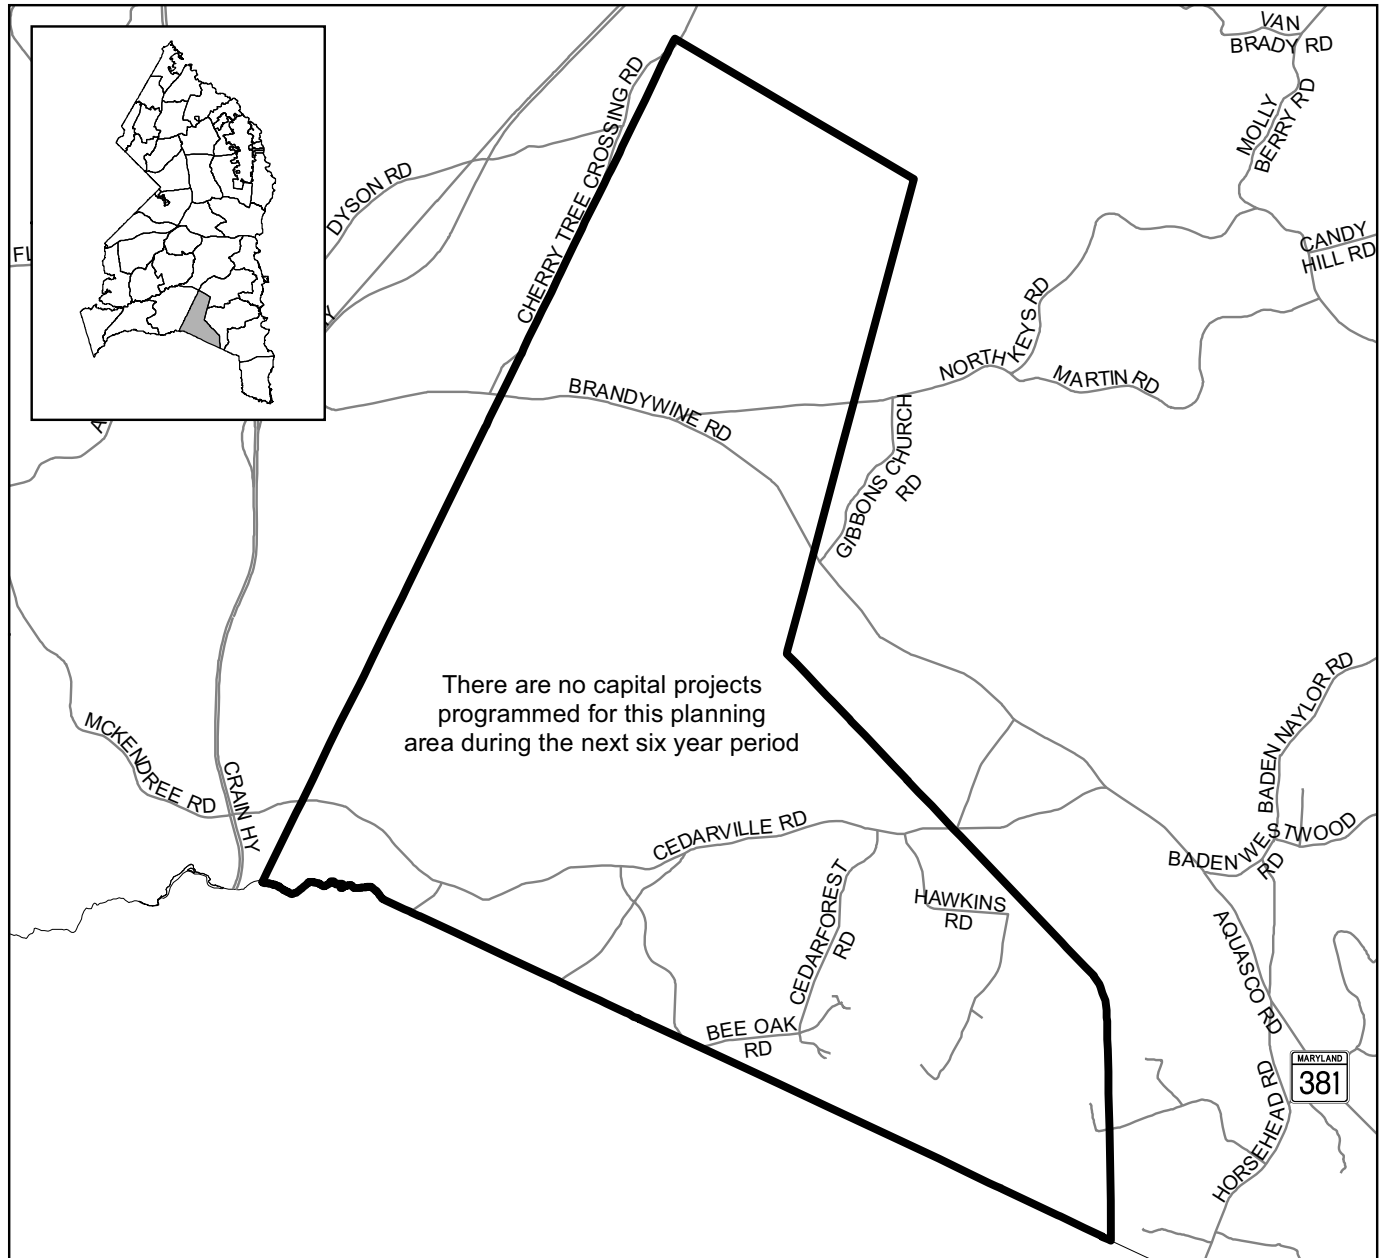 VAN
BRADY RD
MOLLY
BERRY RD
CHERRY TREE CROSSING RD
DYSON RD
CANDY
HILL RD
FL
Y
NORTH
KEYS RD
MARTIN RD
BRANDYWINE RD
A
GIBBONS CHURCH
RD
There are no capital projects
programmed for this planning
area during the next six year period
BADEN NAYLOR RD
MCKENDREE RD
CRAIN HY
CEDARVILLE RD
BADEN WESTWOOD
RD
CEDARFOREST
RD
HAWKINS
RD
AQUASCO RD
BEE OAK
RD
MARYLAND
381
HORSEHEAD RD